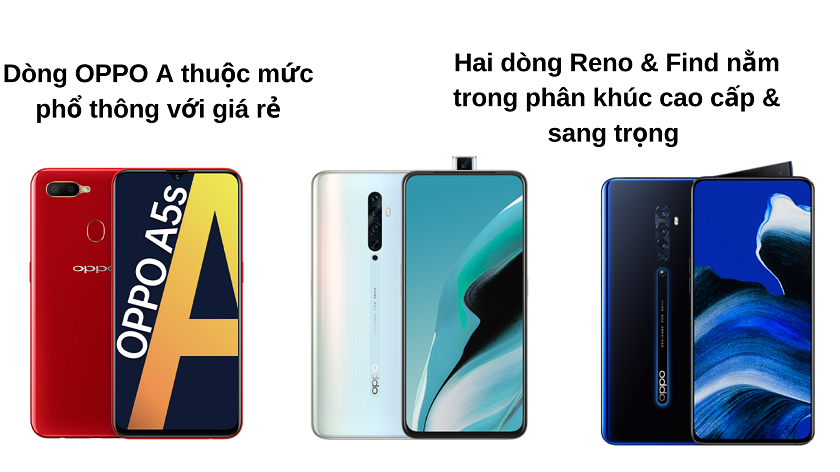 Dòng OPPO A thuộc mức
phổ thông với giá rẻ
Hai dòng Reno & Find nằm
trong phân khúc cao cấp &
sang trọng
oppo
OPPO A5s
A
oppo
oppo